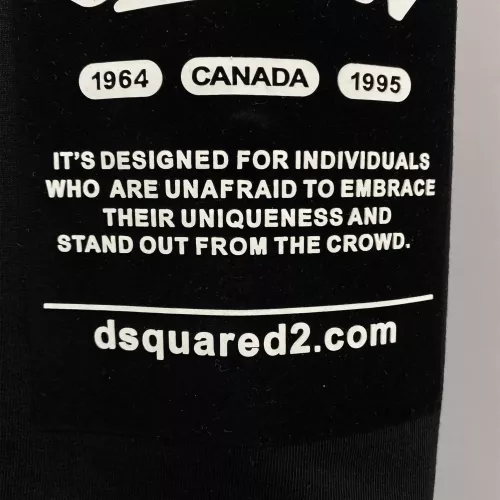 1964 CANADA 1995
IT'S DESIGNED FOR INDIVIDUALS
WHO ARE UNAFRAID TO EMBRACE
THEIR UNIQUENESS AND
STAND OUT FROM THE CROWD.
dsquared2.com